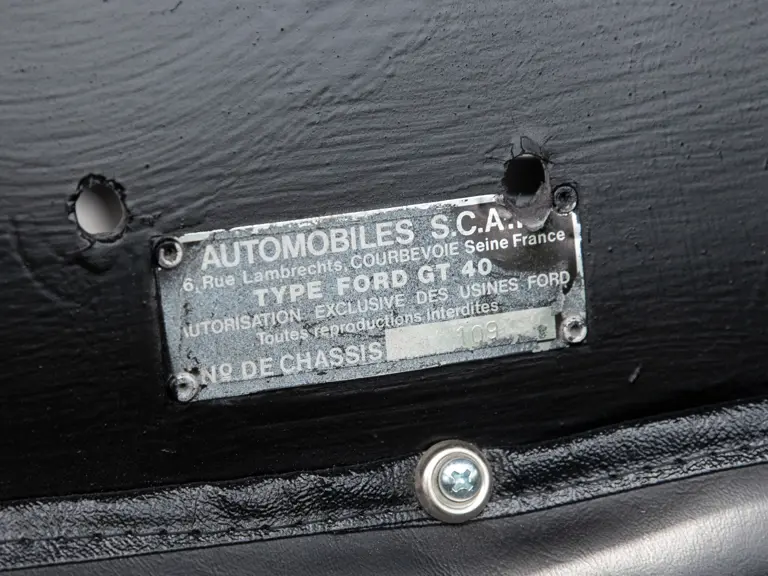 AUTOMOBILES S.C.A.
6, Rue Lambrechts, COURBEVOIE Seine France
TYPE FORD GT 40
AUTORISATION EXCLUSIVE DES USINES FORD
Toutes reproductions interdites
Nº DE CHASSIS 109